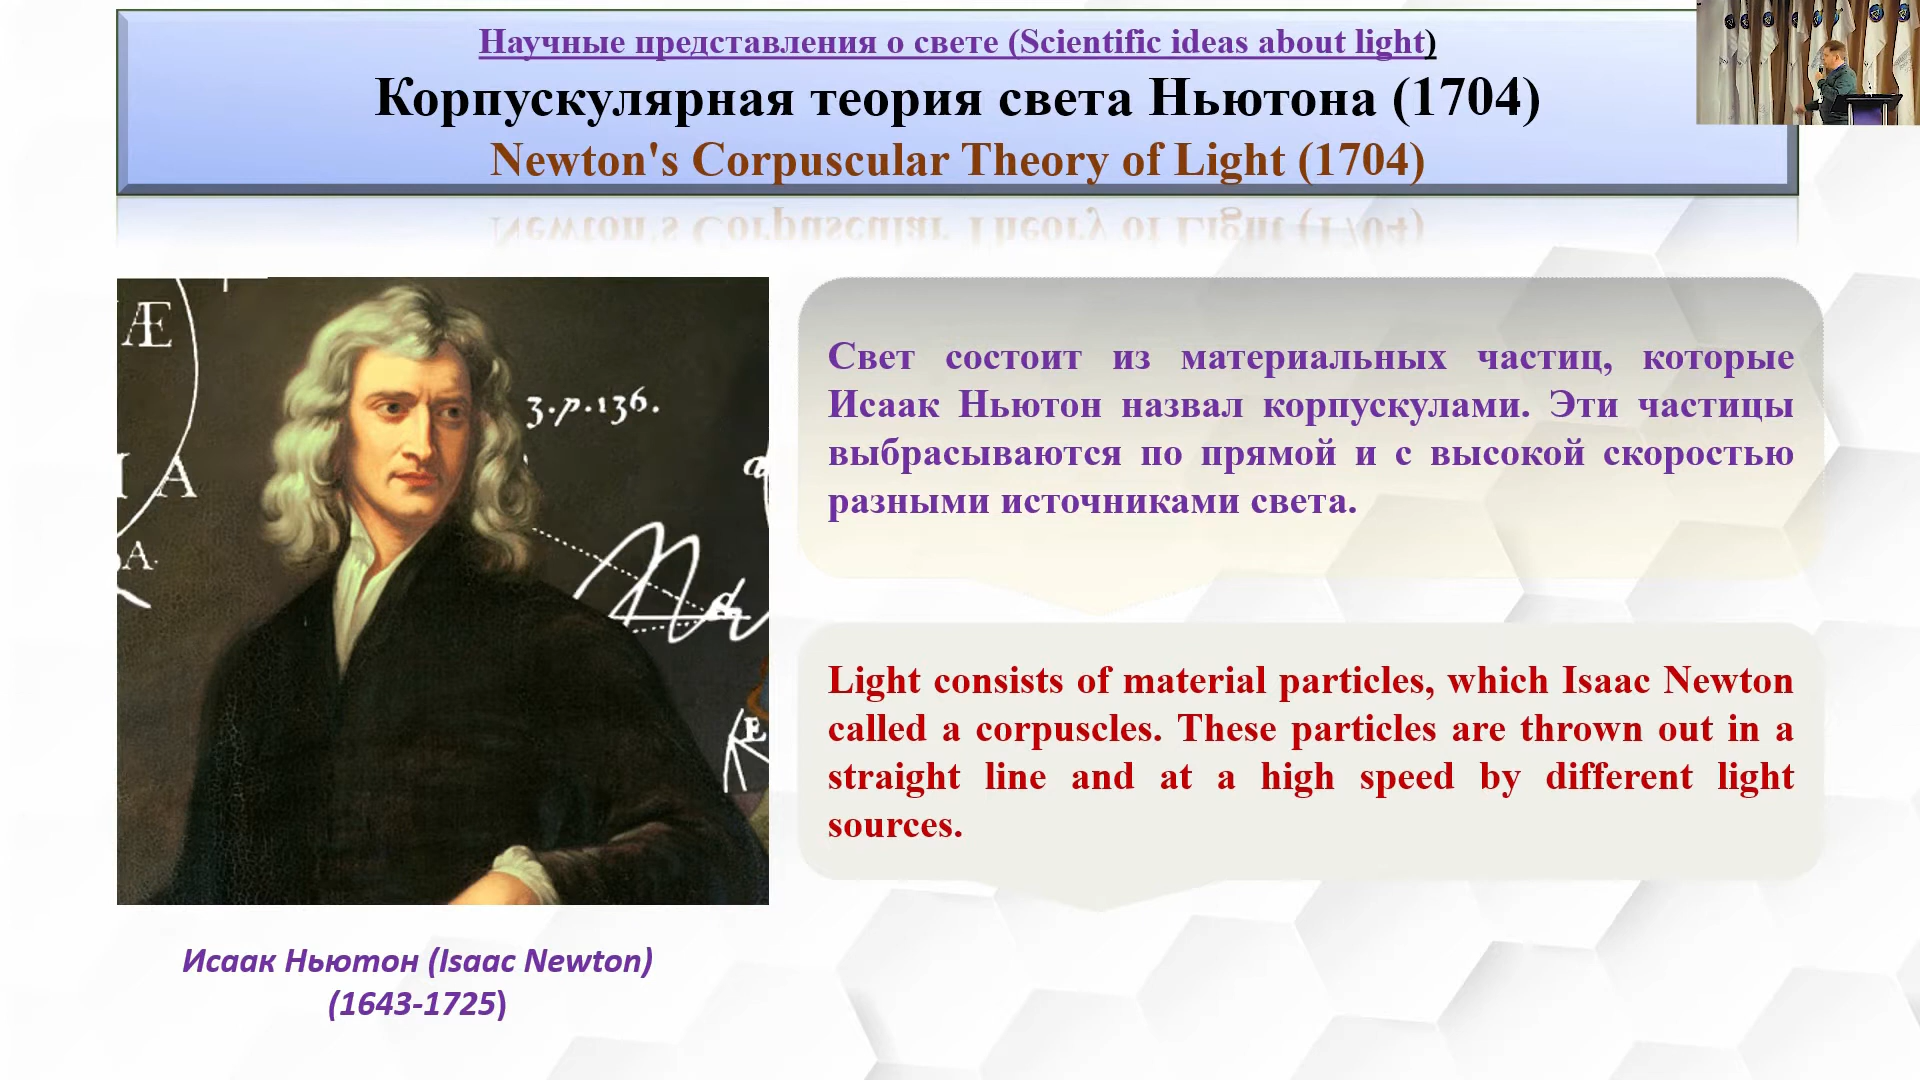 Научные представления о свете (Scientific ideas about light)
Корпускулярная теория света Ньютона (1704)
Newton's Corpuscular Theory of Light (1704)
Æ
3.p.136.
A
Свет состоит из материальных частиц, которые
Исаак Ньютон назвал корпускулами. Эти частицы
выбрасываются по прямой и с высокой скоростью
разными источниками света.
Light consists of material particles, which Isaac Newton
called a corpuscles. These particles are thrown out in a
straight line and at a high speed by different light
sources.
Исаак Ньютон (Isaac Newton)
(1643-1725)